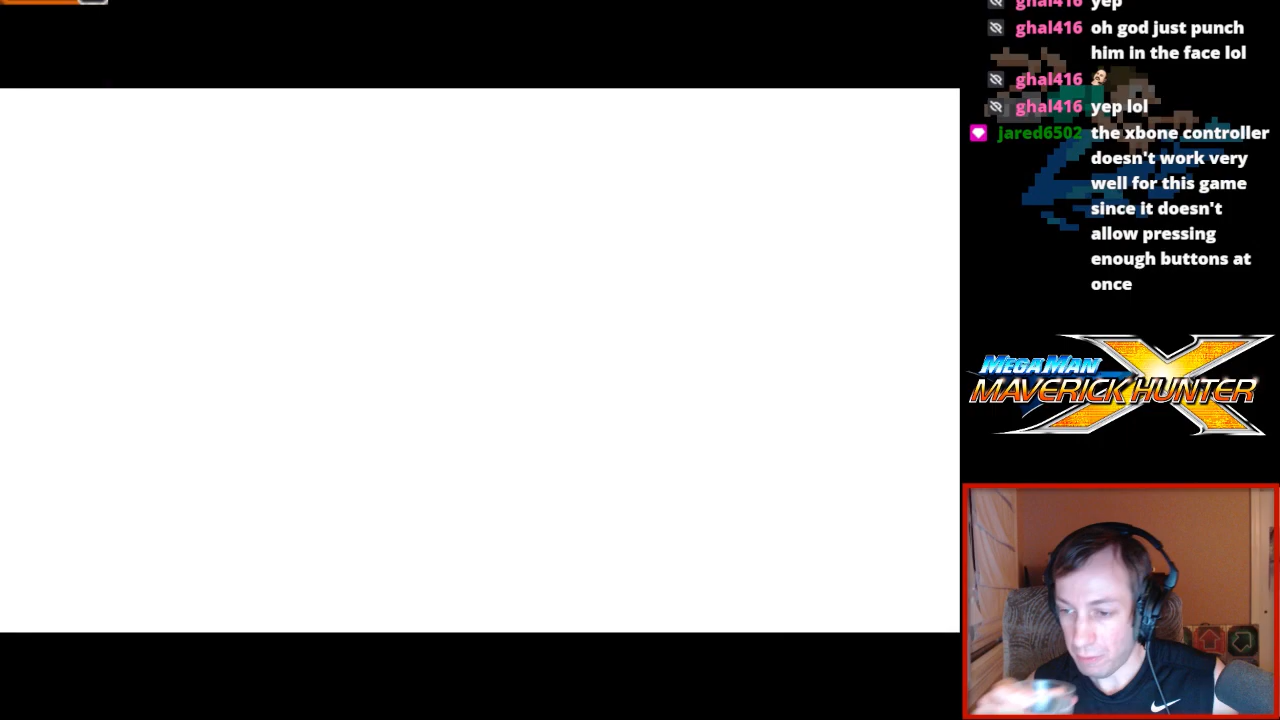 ghal416 yep
ghal416 oh god just punch
him in the face lol
ghal416
ghal416 yep lol
jared6502 the xbone controller
doesn't work very
well for this game
since it doesn't
allow pressing
enough buttons at
once
MEGA MAN
MAVERICK HUNTER X